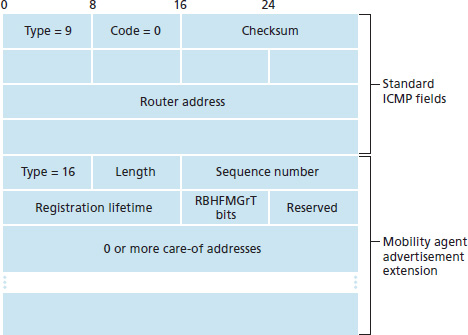 0 8 16 24
Type = 9 Code = 0 Checksum
Router address
Standard
ICMP fields
Type = 16 Length Sequence number
Registration lifetime RBHFMGrT
bits Reserved
0 or more care-of addresses
Mobility agent
advertisement
extension